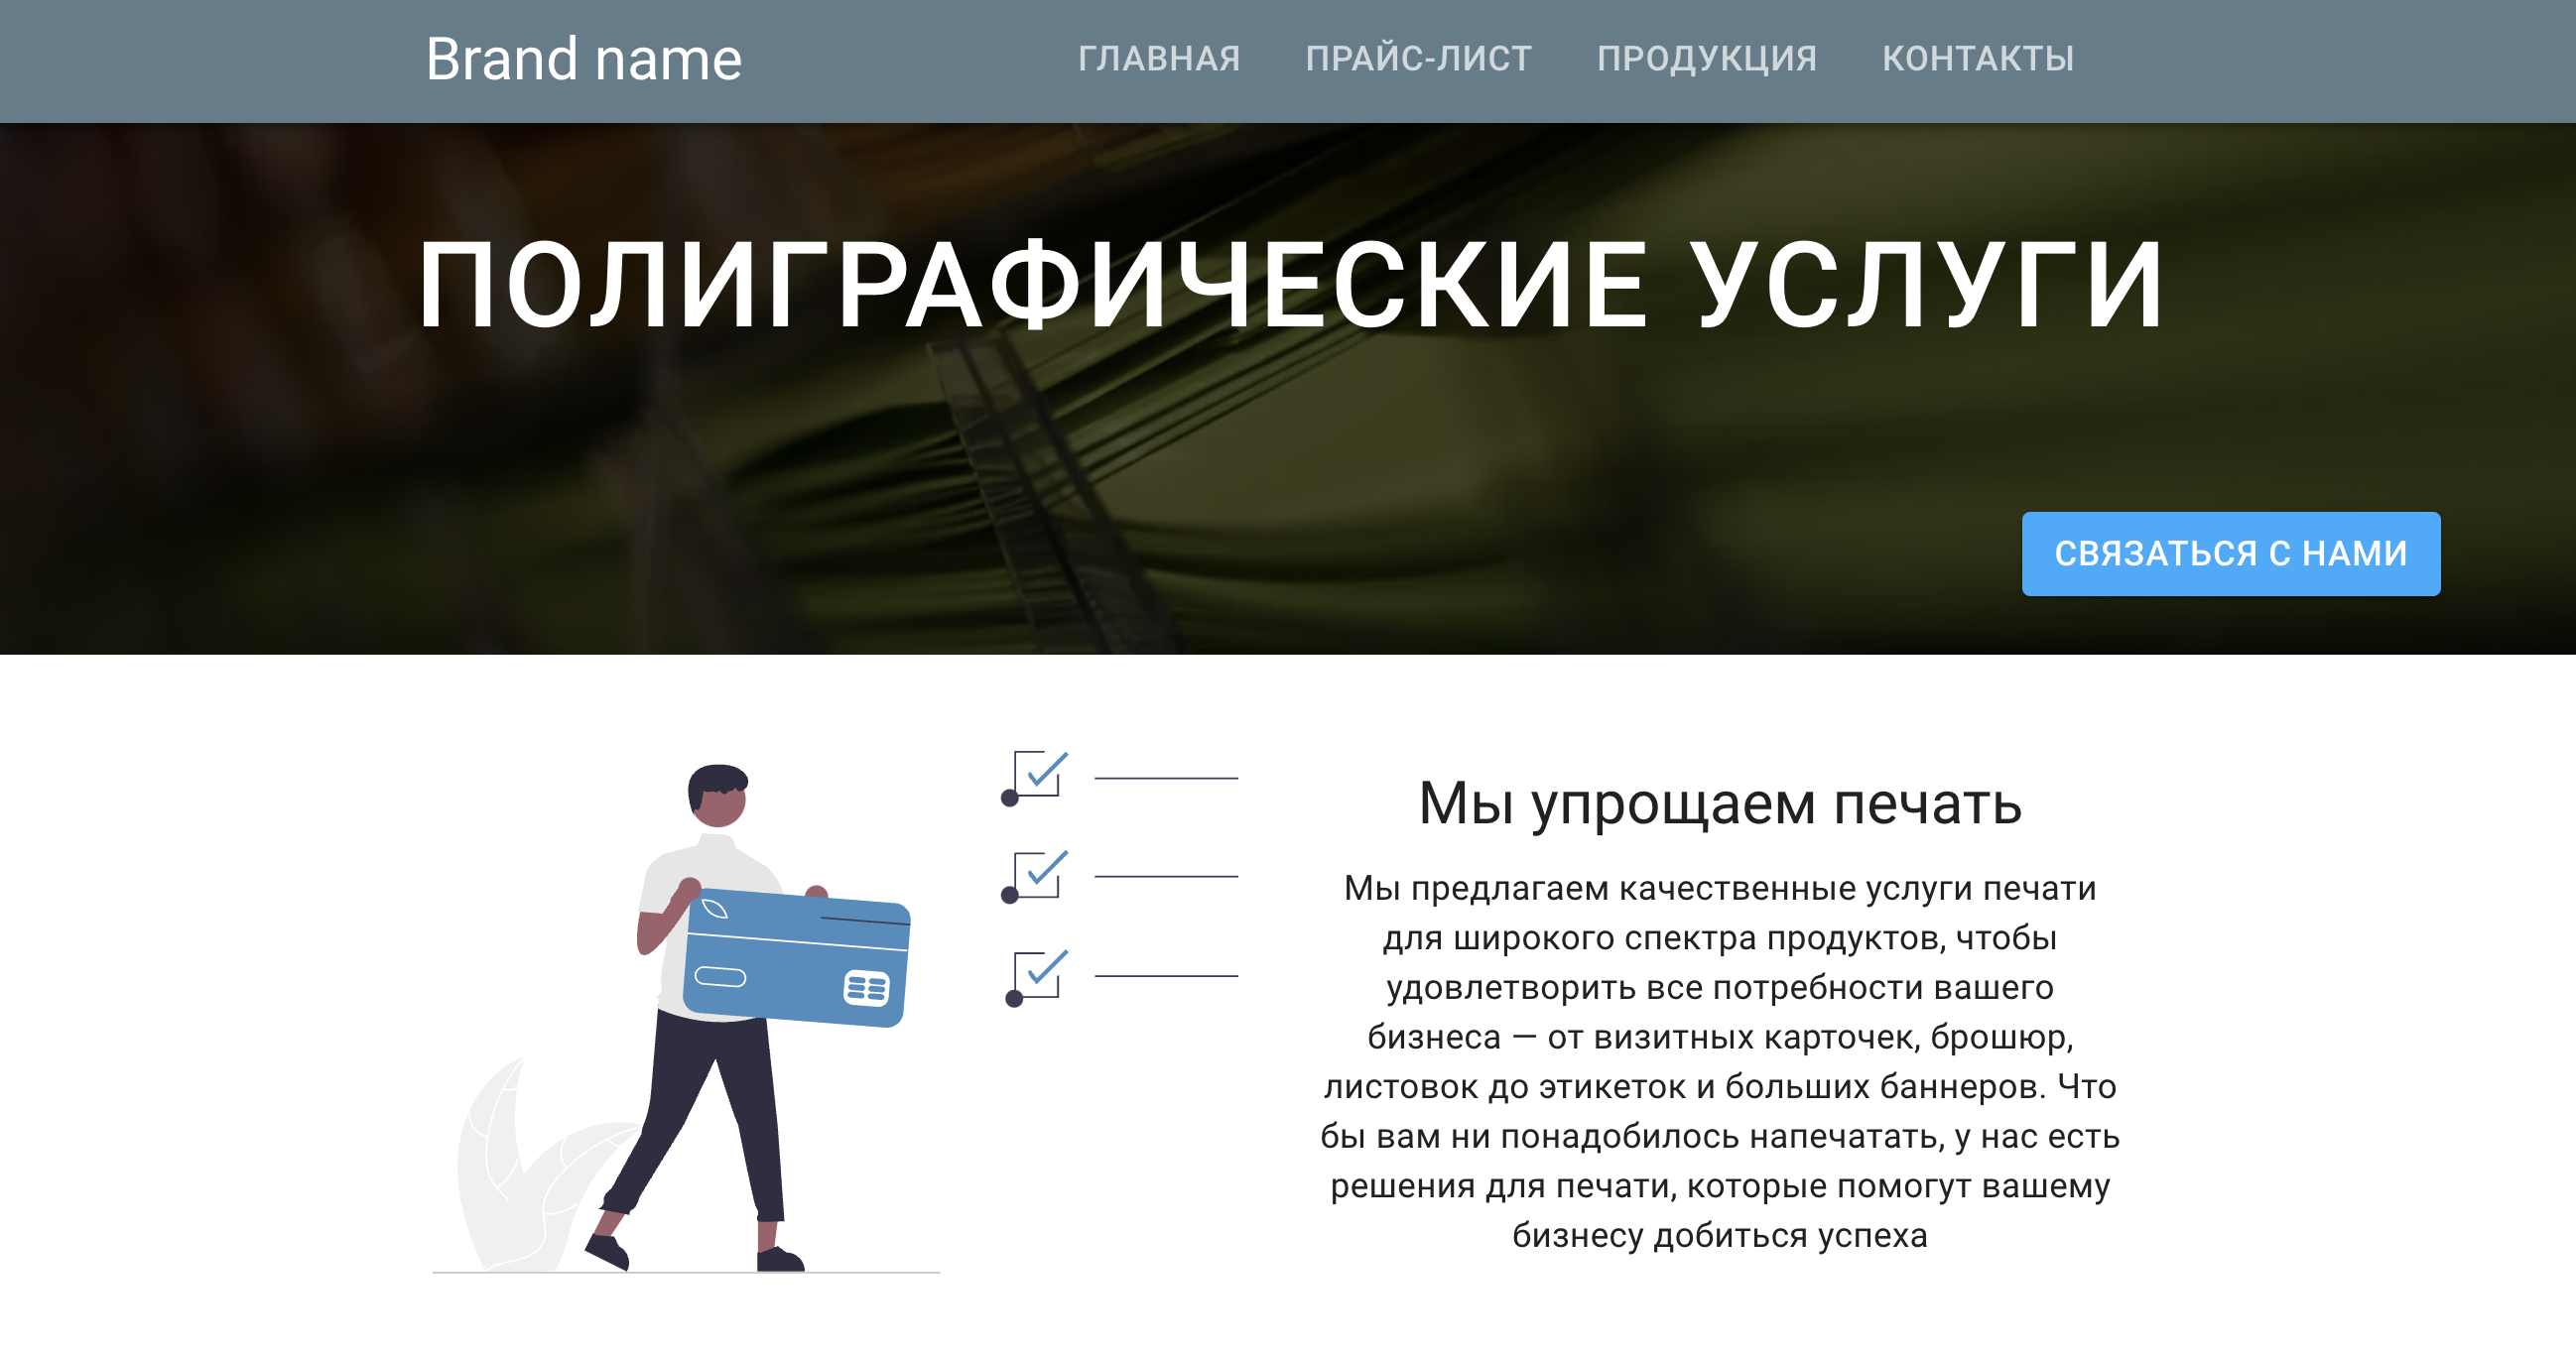 Brand name
ГЛАВНАЯ ПРАЙС-ЛИСТ ПРОДУКЦИЯ КОНТАКТЫ
ПОЛИГРАФИЧЕСКИЕ УСЛУГИ
СВЯЗАТЬСЯ С НАМИ
Мы упрощаем печать
Мы предлагаем качественные услуги печати
для широкого спектра продуктов, чтобы
удовлетворить все потребности вашего
бизнеса — от визитных карточек, брошюр,
листовок до этикеток и больших баннеров. Что
бы вам ни понадобилось напечатать, у нас есть
решения для печати, которые помогут вашему
бизнесу добиться успеха